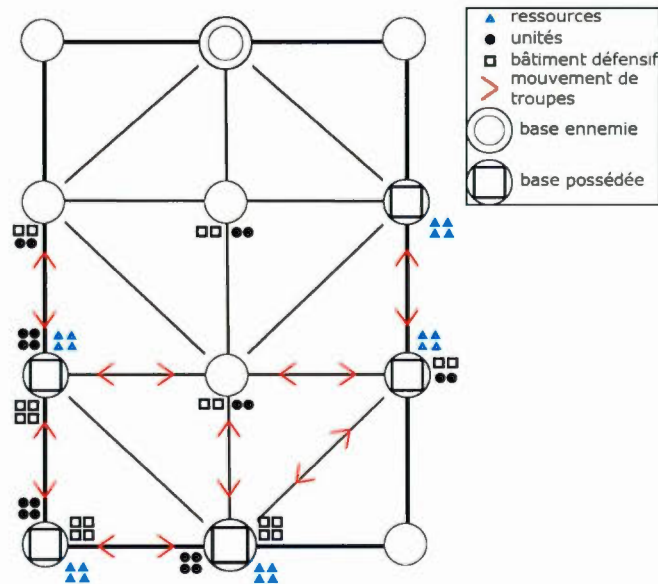 ressources
unités
bâtiment défensif
mouvement de
troupes
base ennemie
base possédée